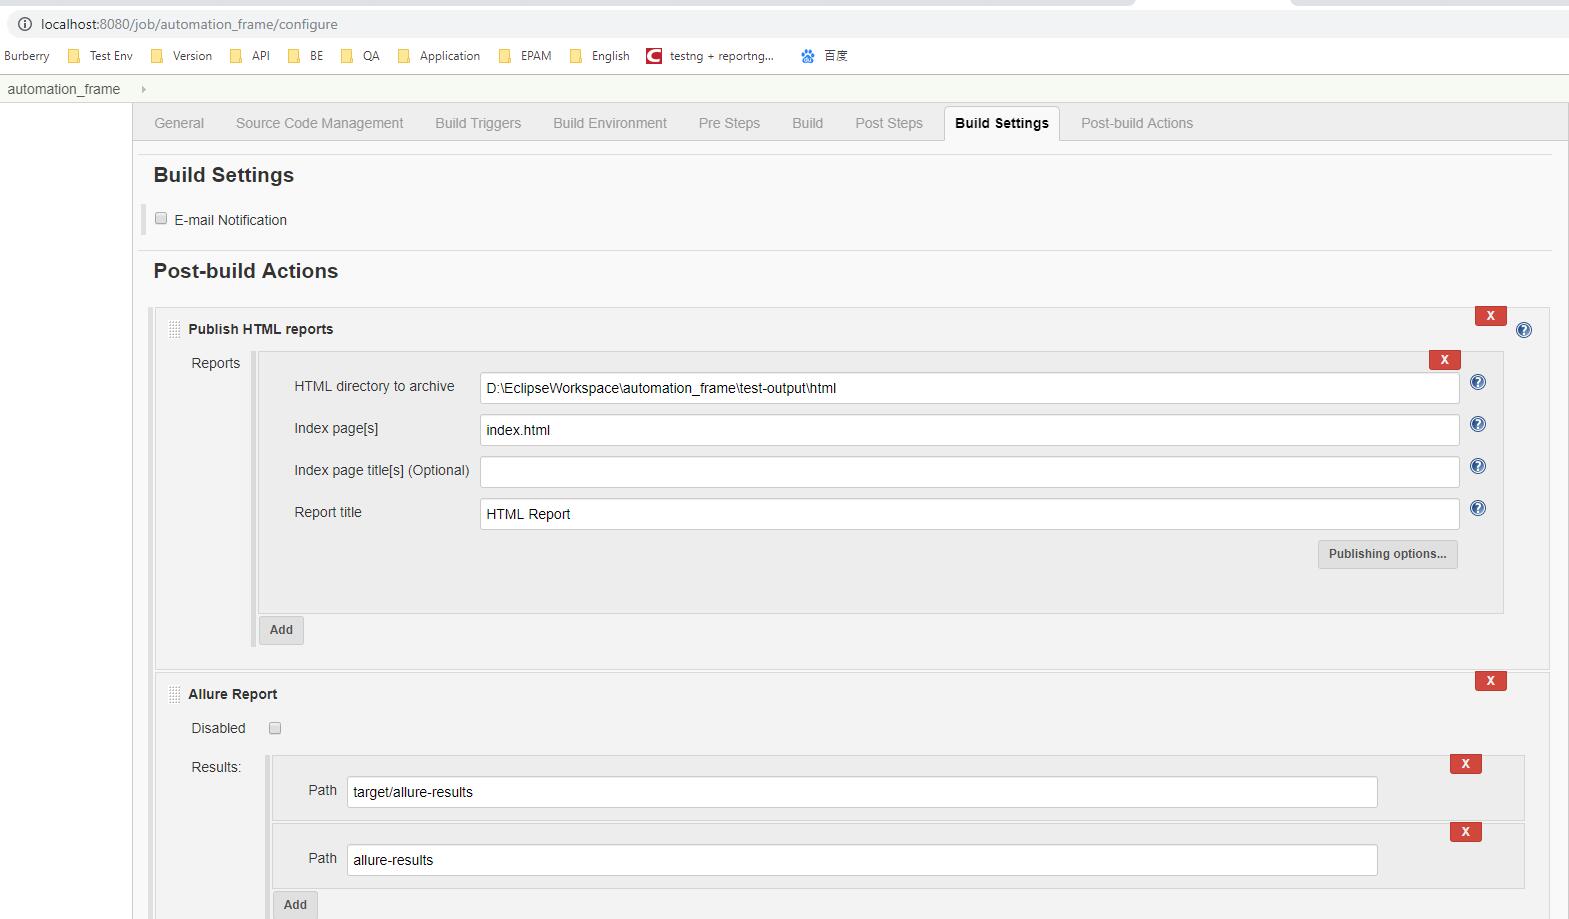 localhost:8080/job/automation_frame/configure
Burberry Test Env Version API BE QA Application EPAM English testng + reportng... 百度
automation_frame
General Source Code Management Build Triggers Build Environment Pre Steps Build Post Steps Build Settings Post-build Actions
Build Settings
E-mail Notification
Post-build Actions
X
Publish HTML reports
Reports
X
HTML directory to archive D:\EclipseWorkspace\automation_frame\test-output\html
Index page[s] index.html
Index page title[s] (Optional)
Report title HTML Report
Publishing options...
Add
X
Allure Report
Disabled
Results:
X
Path target/allure-results
X
Path allure-results
Add